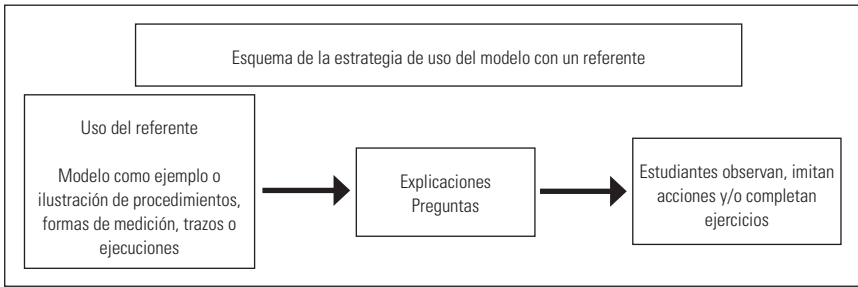 Esquema de la estrategia de uso del modelo con un referente
Uso del referente
Modelo como ejemplo o
ilustración de procedimientos,
formas de medición, trazos o
ejecuciones
Explicaciones
Preguntas
Estudiantes observan, imitan
acciones y/o completan
ejercicios